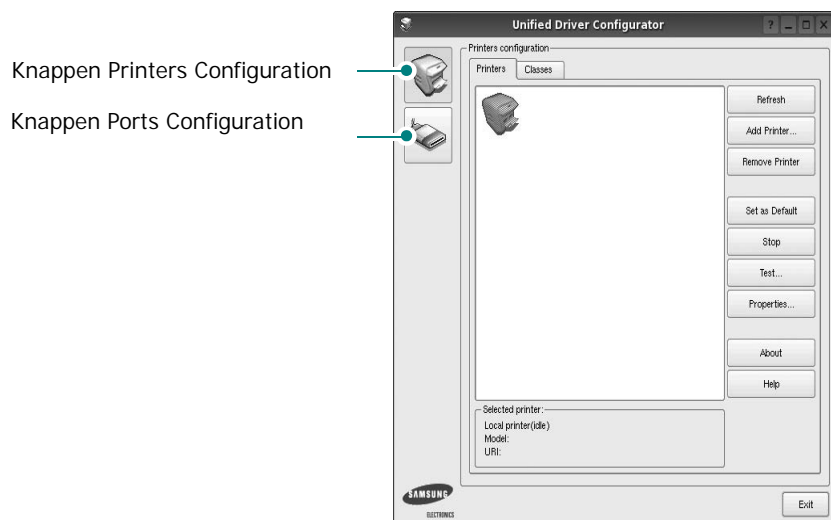 Unified Driver Configurator
? _ □ X
Knappen Printers Configuration
Knappen Ports Configuration
Printers configuration
Printers
Classes
Refresh
Add Printer...
Remove Printer
Set as Default
Stop
Test...
Properties...
About
Help
Selected printer:
Local printer(idle)
Model:
URI:
SAMSUNG
ELECTRONICS
Exit